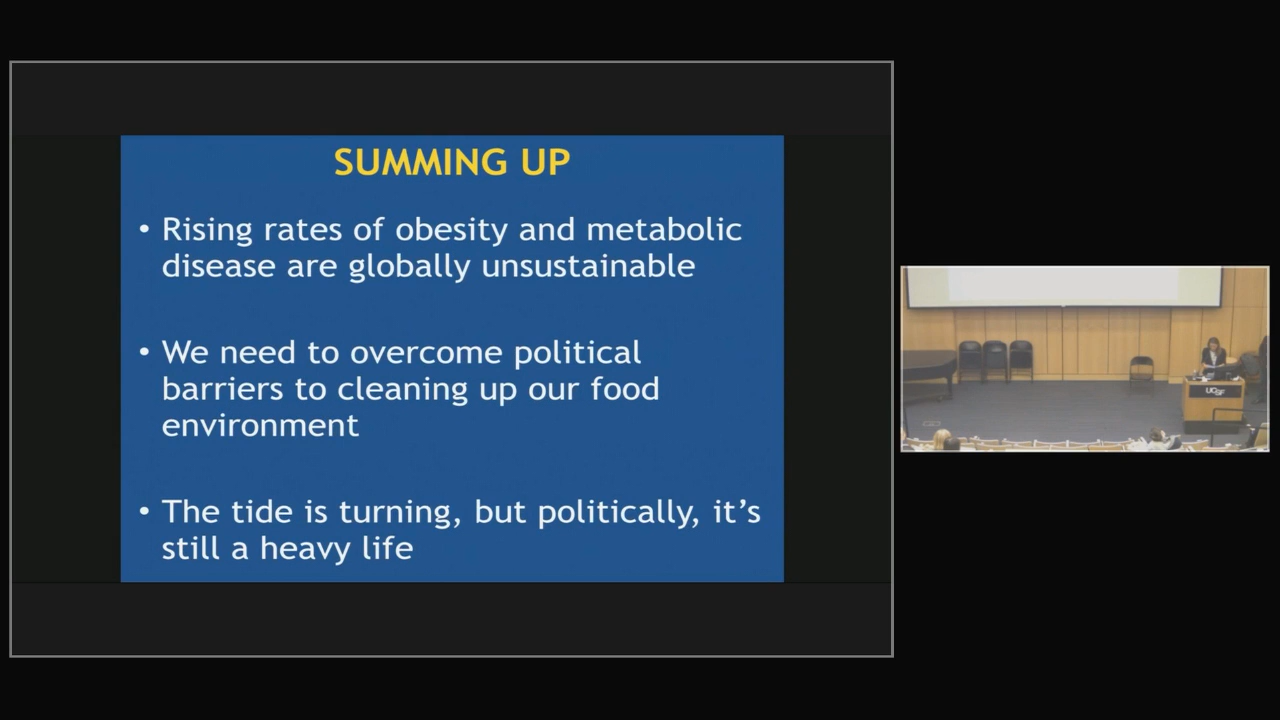 SUMMING UP
• Rising rates of obesity and metabolic
disease are globally unsustainable
• We need to overcome political
barriers to cleaning up our food
environment
• The tide is turning, but politically, it's
still a heavy life
UCSF